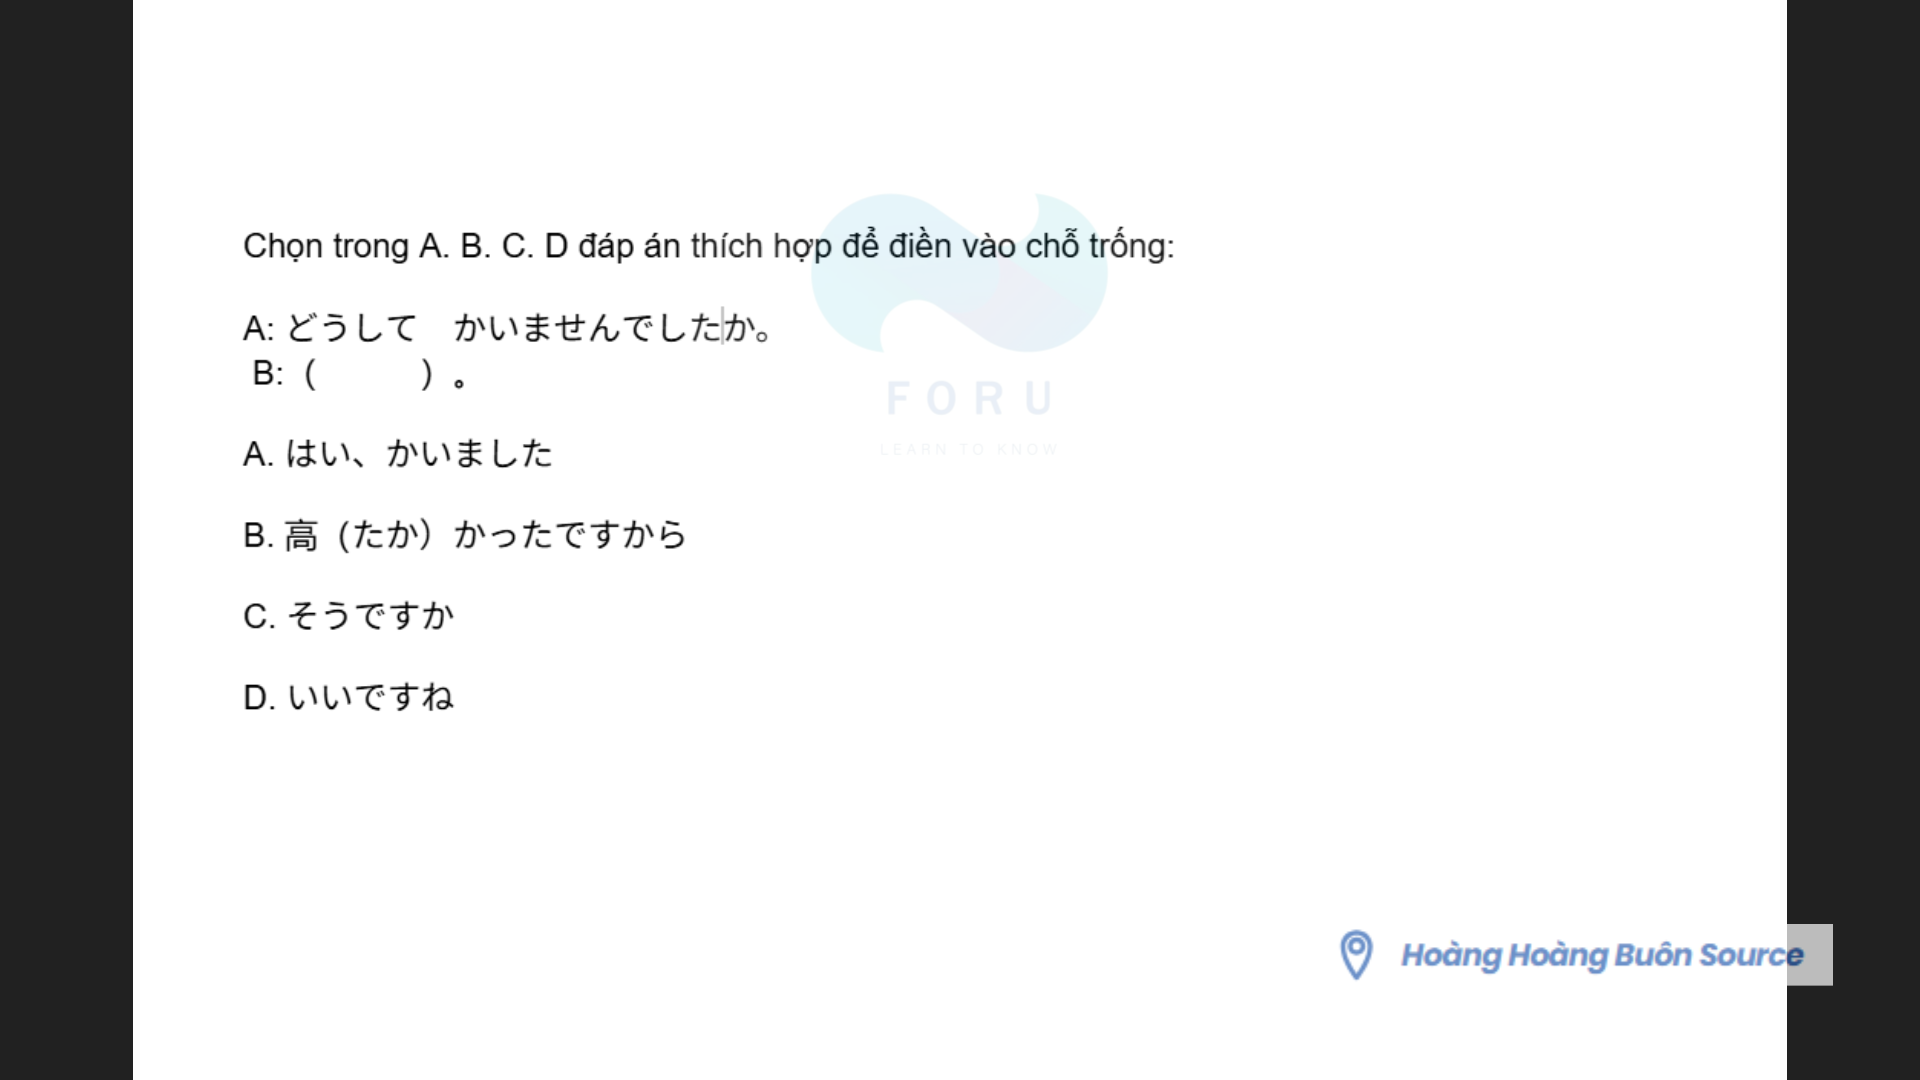 Chọn trong A. B. C. D đáp án thích hợp để điền vào chỗ trống:
A: どうして　かいませんでしたか。
B:（　　　）。
A. はい、かいました
B. 高（たか）かったですから
C. そうですか
D. いいですね
FORU
LEARN TO KNOW
Hoàng Hoàng Buôn Source